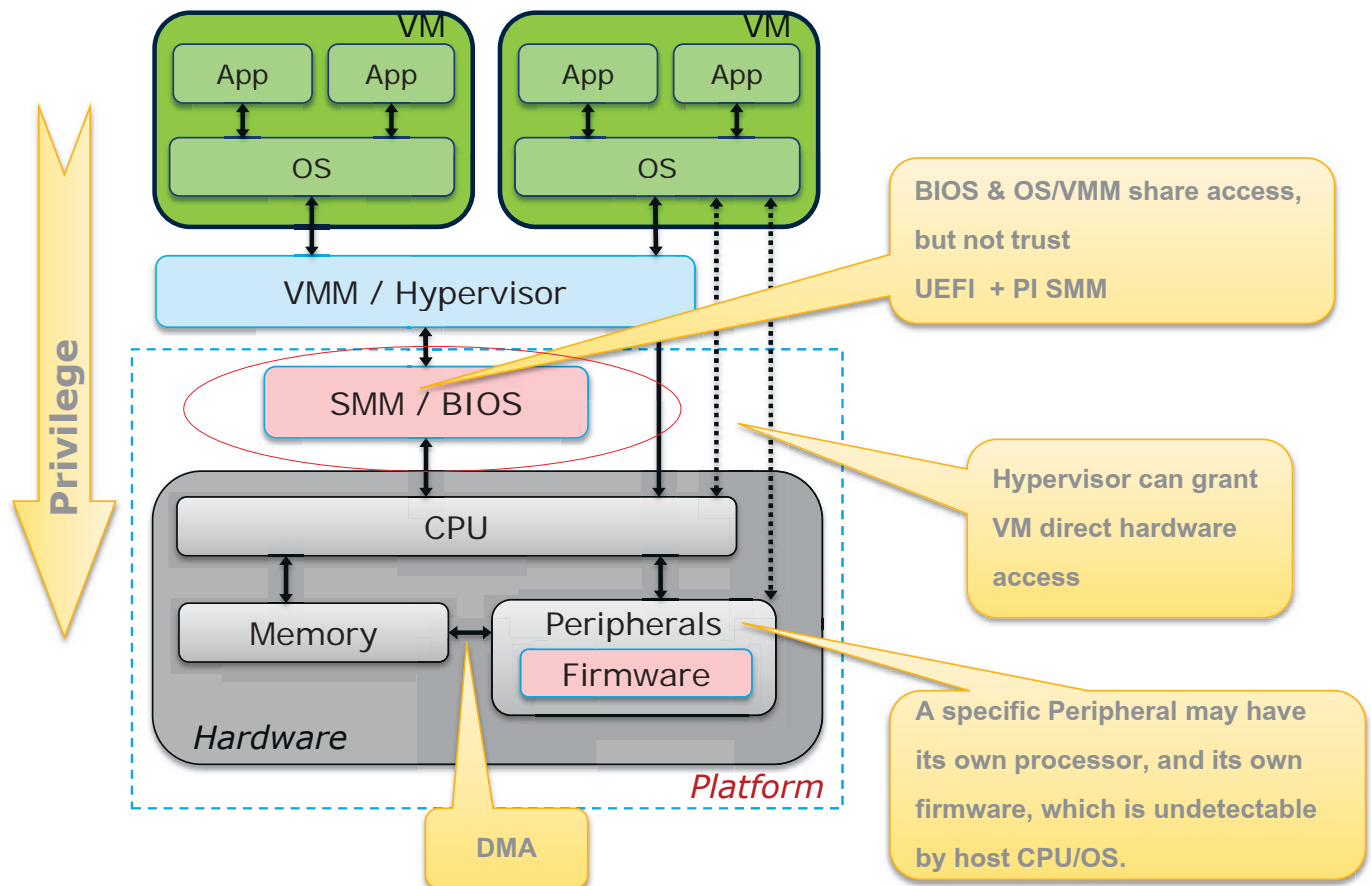 VM
VM
App
App
App
App
OS
OS
Privilege
BIOS & OS/VMM share access,
but not trust
UEFI + PI SMM
VMM / Hypervisor
SMM / BIOS
Hypervisor can grant
VM direct hardware
access
CPU
Memory
Peripherals
Firmware
Hardware
Platform
A specific Peripheral may have
its own processor, and its own
firmware, which is undetectable
by host CPU/OS.
DMA